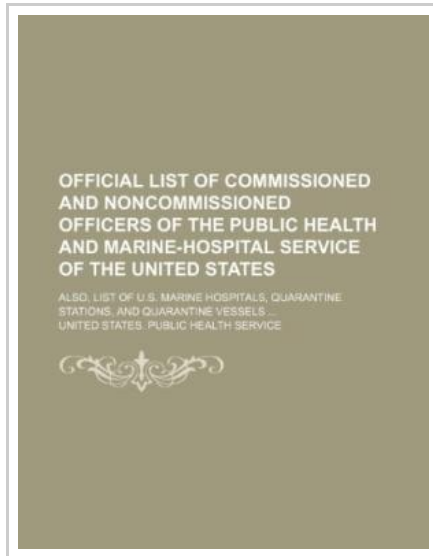 OFFICIAL LIST OF COMMISSIONED
AND NONCOMMISSIONED
OFFICERS OF THE PUBLIC HEALTH
AND MARINE-HOSPITAL SERVICE
OF THE UNITED STATES
ALSO, LIST OF U.S. MARINE HOSPITALS, QUARANTINE
STATIONS, AND QUARANTINE VESSELS ...
UNITED STATES. PUBLIC HEALTH SERVICE